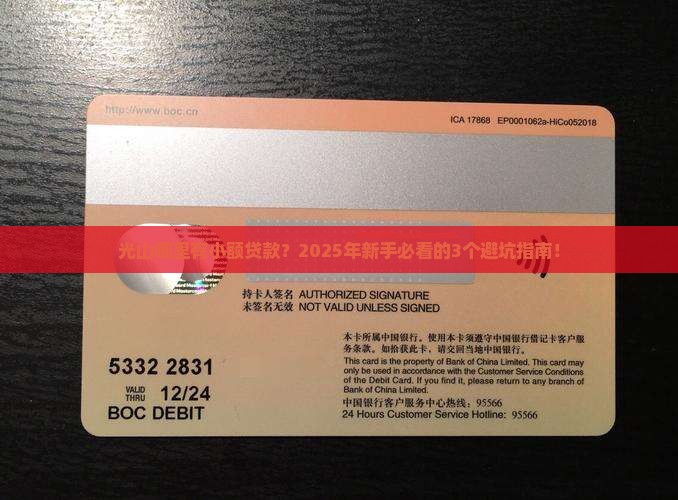 http://www.boc.cn
ICA 17868 EP0001062a-HiCo052018
光山哪里有小额贷款？2025年新手必看的3个避坑指南！
持卡人签名 AUTHORIZED SIGNATURE
未签名无效 NOT VALID UNLESS SIGNED
本卡所属中国银行。使用本卡须遵守中国银行借记卡客户服
务条款。如拾获此卡，请交回当地中国银行。
This card is the property of Bank of China Limited. This card may
only be used in accordance with the Customer Service Conditions
of the Debit Card. If you find it, please return to any branch of
Bank of China Limited.
中国银行客户服务中心热线：95566
24 Hours Customer Service Hotline: 95566
5332 2831
VALID
THRU 12/24
BOC DEBIT